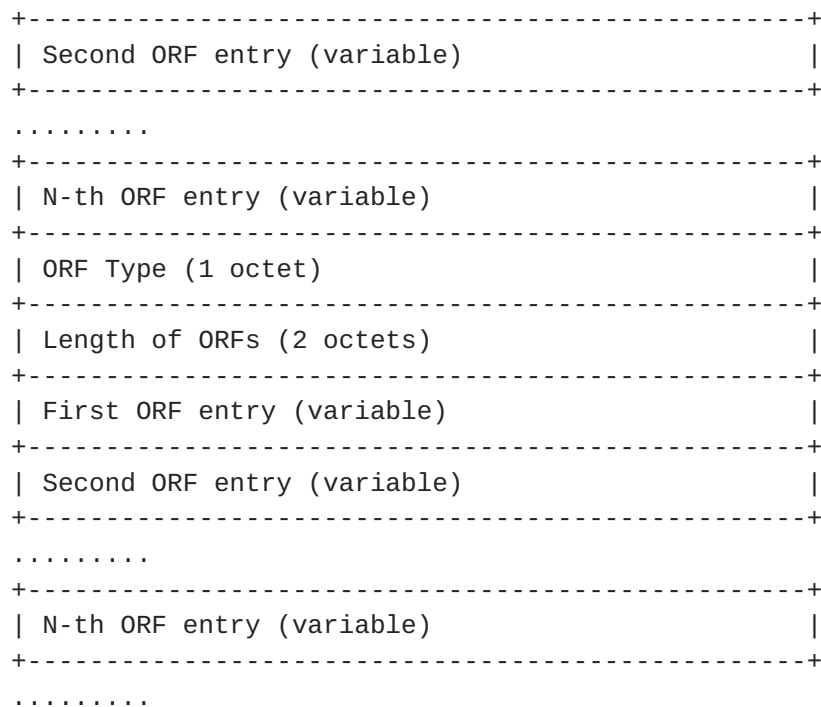 +--------------------------------------------------+
| Second ORF entry (variable)                      |
+--------------------------------------------------+
.........
+--------------------------------------------------+
| N-th ORF entry (variable)                        |
+--------------------------------------------------+
| ORF Type (1 octet)                               |
+--------------------------------------------------+
| Length of ORFs (2 octets)                        |
+--------------------------------------------------+
| First ORF entry (variable)                       |
+--------------------------------------------------+
| Second ORF entry (variable)                      |
+--------------------------------------------------+
.........
+--------------------------------------------------+
| N-th ORF entry (variable)                        |
+--------------------------------------------------+
.........